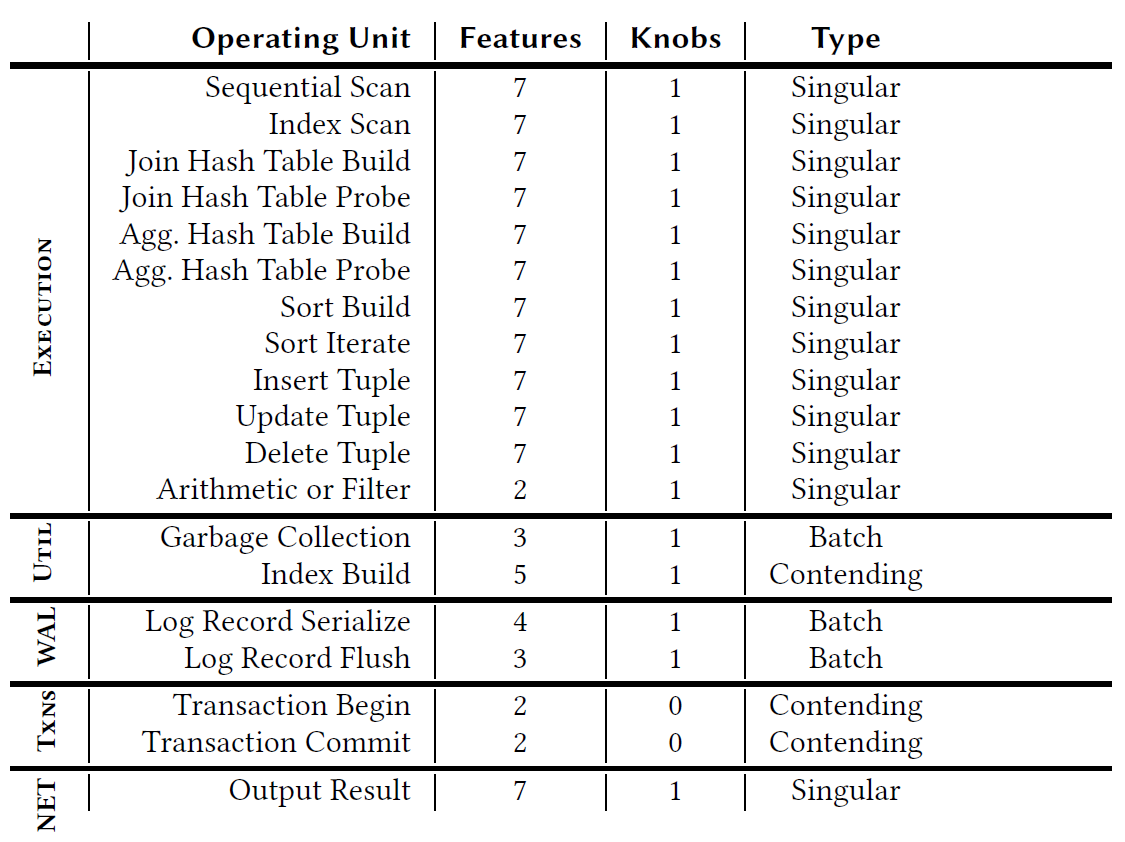 Operating Unit Features Knobs Type
EXECUTION
Sequential Scan 7 1 Singular
Index Scan 7 1 Singular
Join Hash Table Build 7 1 Singular
Join Hash Table Probe 7 1 Singular
Agg. Hash Table Build 7 1 Singular
Agg. Hash Table Probe 7 1 Singular
Sort Build 7 1 Singular
Sort Iterate 7 1 Singular
Insert Tuple 7 1 Singular
Update Tuple 7 1 Singular
Delete Tuple 7 1 Singular
Arithmetic or Filter 2 1 Singular
UTIL
Garbage Collection 3 1 Batch
Index Build 5 1 Contending
WAL
Log Record Serialize 4 1 Batch
Log Record Flush 3 1 Batch
TXNS
Transaction Begin 2 0 Contending
Transaction Commit 2 0 Contending
NET
Output Result 7 1 Singular